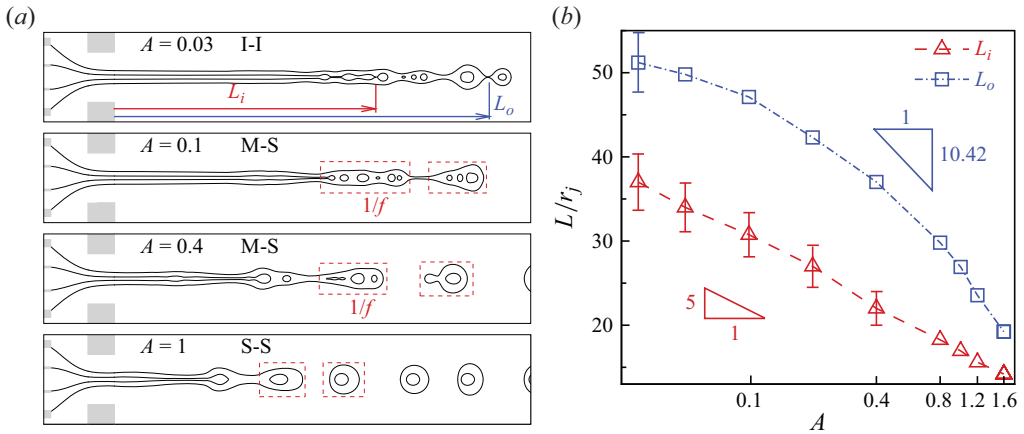 (a)
A = 0.03 I-I
L_i
L_o
A = 0.1 M-S
1/f
A = 0.4 M-S
1/f
A = 1 S-S
(b)
L_i
L_o
50
40
30
20
L/r_j
1
10.42
5
1
0.1 0.4 0.8 1.2 1.6
A